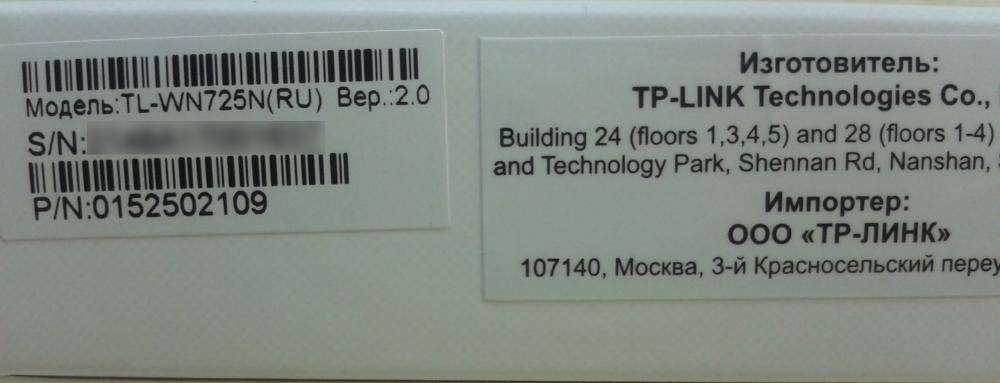 Модель:TL-WN725N(RU) Вер.:2.0
S/N:
P/N:0152502109
Изготовитель:
TP-LINK Technologies Co.,
Building 24 (floors 1,3,4,5) and 28 (floors 1-4)
and Technology Park, Shennan Rd, Nanshan,
Импортер:
ООО «ТР-ЛИНК»
107140, Москва, 3-й Красносельский переу